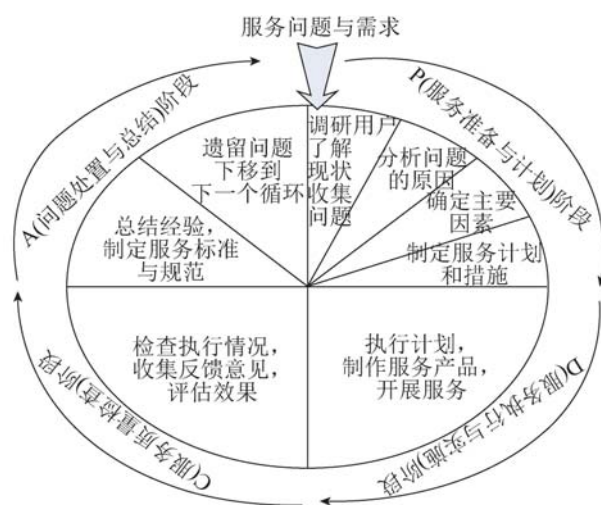 服务问题与需求
P(服务准备与计划)阶段
调研用户
了解
现状
收集
问题
分析问题
的原因
确定主要
因素
制定服务计划
和措施
D(服务执行与实施)阶段
执行计划,
制作服务产品,
开展服务
C(服务质量检查)阶段
检查执行情况,
收集反馈意见,
评估效果
A(问题处置与总结)阶段
总结经验,
制定服务标准
与规范
遗留问题
下移到
下一个循环